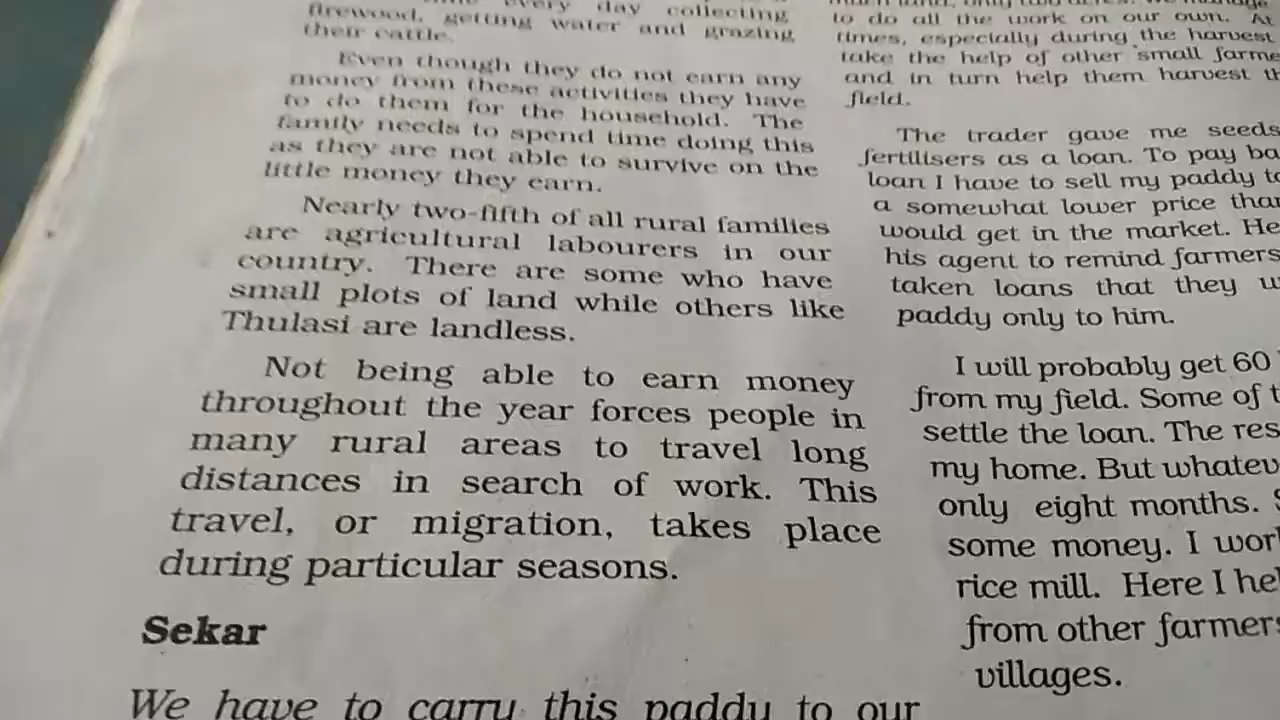 every day collecting
firewood, getting water and grazing
their cattle.
Even though they do not earn any
money from these activities they have
to do them for the household. The
family needs to spend time doing this
as they are not able to survive on the
little money they earn.
Nearly two-fifth of all rural families
are agricultural labourers in our
country. There are some who have
small plots of land while others like
Thulasi are landless.
Not being able to earn money
throughout the year forces people in
many rural areas to travel long
distances in search of work. This
travel, or migration, takes place
during particular seasons.
Sekar
We have to carry this paddy to our
to do all the work on our own. At
times, especially during the harvest
take the help of other small farme
and in turn help them harvest th
field.
The trader gave me seeds
fertilisers as a loan. To pay ba
loan I have to sell my paddy to
a somewhat lower price than
would get in the market. He
his agent to remind farmers
taken loans that they w
paddy only to him.
I will probably get 60
from my field. Some of t
settle the loan. The res
my home. But whatev
only eight months. S
some money. I wor
rice mill. Here I hel
from other farmers
villages.